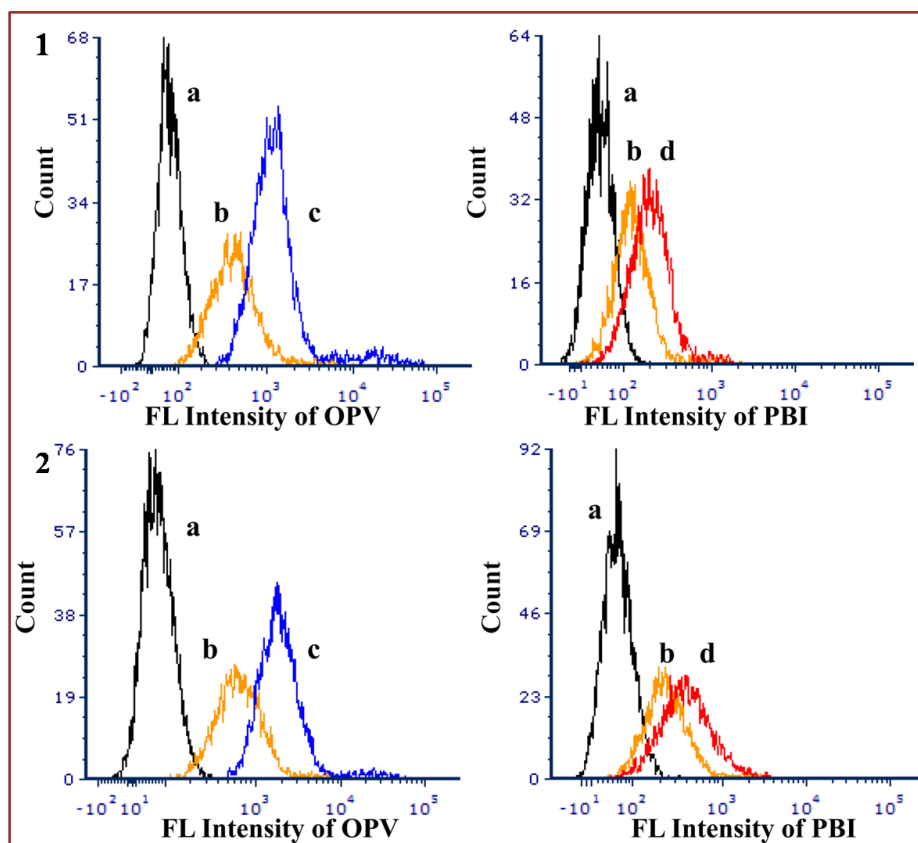 1
68
51
34
17
0
Count
a
b
c
-10² 10² 10³ 10⁴ 10⁵
FL Intensity of OPV
64
48
32
16
0
Count
a
b d
-10¹ 10² 10³ 10⁴ 10⁵
FL Intensity of PBI
2
76
57
38
19
0
Count
a
b c
-10² 10¹ 10³ 10⁴ 10⁵
FL Intensity of OPV
92
69
46
23
0
Count
a
b d
-10¹ 10² 10³ 10⁴ 10⁵
FL Intensity of PBI